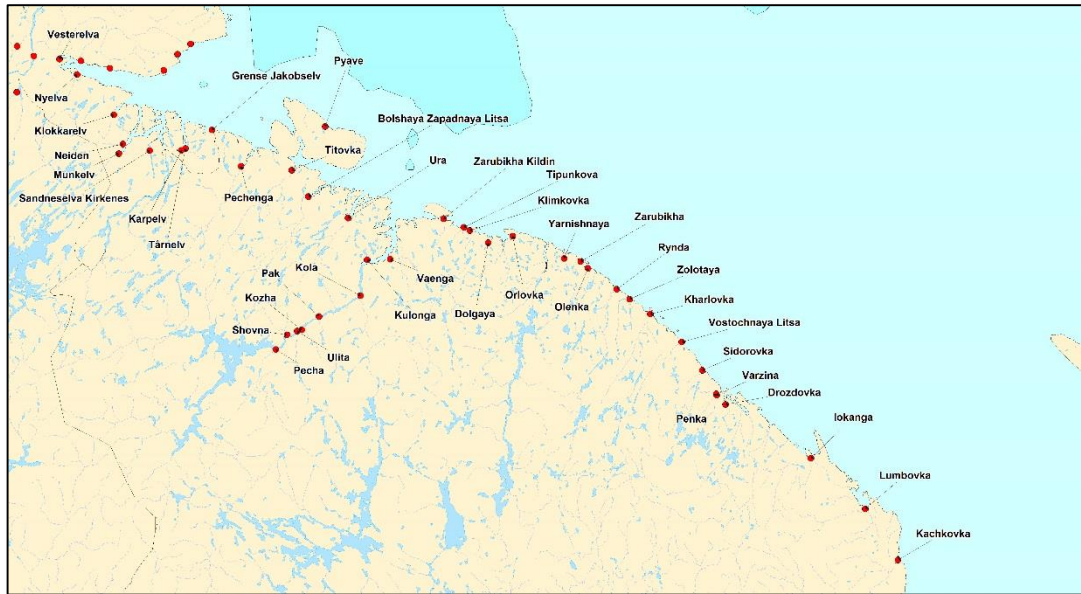 Vesterelva
Pyave
Grense Jakobselv
Nyelva
Bolshaya Zapadnaya Litsa
Klokkarelv
Titovka
Neiden
Ura
Zarubikha Kildin
Munkelv
Tipunkova
Pechenga
Klimkovka
Sandneselva Kirkenes
Yarnishnaya
Zarubikha
Karpelv
Tårnelv
Rynda
Pak
Kola
Vaenga
Zolotaya
Kozha
Orlovka
Olenka
Kharlovka
Kulonga
Dolgaya
Vostochnaya Litsa
Shovna
Ulita
Sidorovka
Pecha
Varzina
Drozdovka
Penka
Iokanga
Lumbovka
Kachkovka